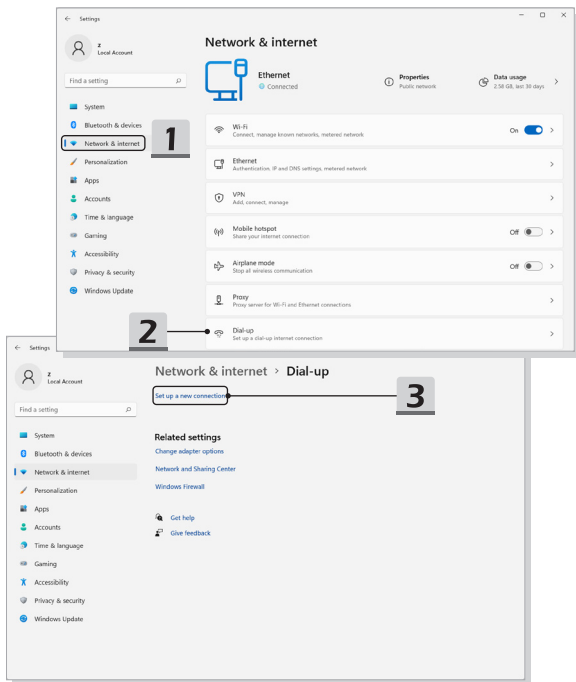 Settings
z
Local Account
Find a setting
System
Bluetooth & devices
Network & internet
Personalization
Apps
Accounts
Time & language
Gaming
Accessibility
Privacy & security
Windows Update
1
Network & internet
Ethernet
Connected
Properties
Public network
Data usage
2.58 GB, last 30 days
Wi-Fi
Connect, manage known networks, metered network
On
Ethernet
Authentication, IP and DNS settings, metered network
VPN
Add, connect, manage
Mobile hotspot
Share your internet connection
Off
Airplane mode
Stop all wireless communication
Off
Proxy
Proxy server for Wi-Fi and Ethernet connections
2
Dial-up
Set up a dial-up internet connection
Settings
z
Local Account
Find a setting
System
Bluetooth & devices
Network & internet
Personalization
Apps
Accounts
Time & language
Gaming
Accessibility
Privacy & security
Windows Update
Network & internet > Dial-up
Set up a new connection
3
Related settings
Change adapter options
Network and Sharing Center
Windows Firewall
Get help
Give feedback